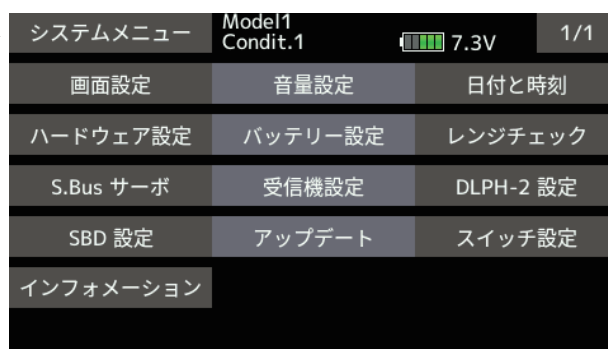 システムメニュー
Model1
Condit.1
7.3V
1/1
画面設定
音量設定
日付と時刻
ハードウェア設定
バッテリー設定
レンジチェック
S.Bus サーボ
受信機設定
DLPH-2 設定
SBD 設定
アップデート
スイッチ設定
インフォメーション